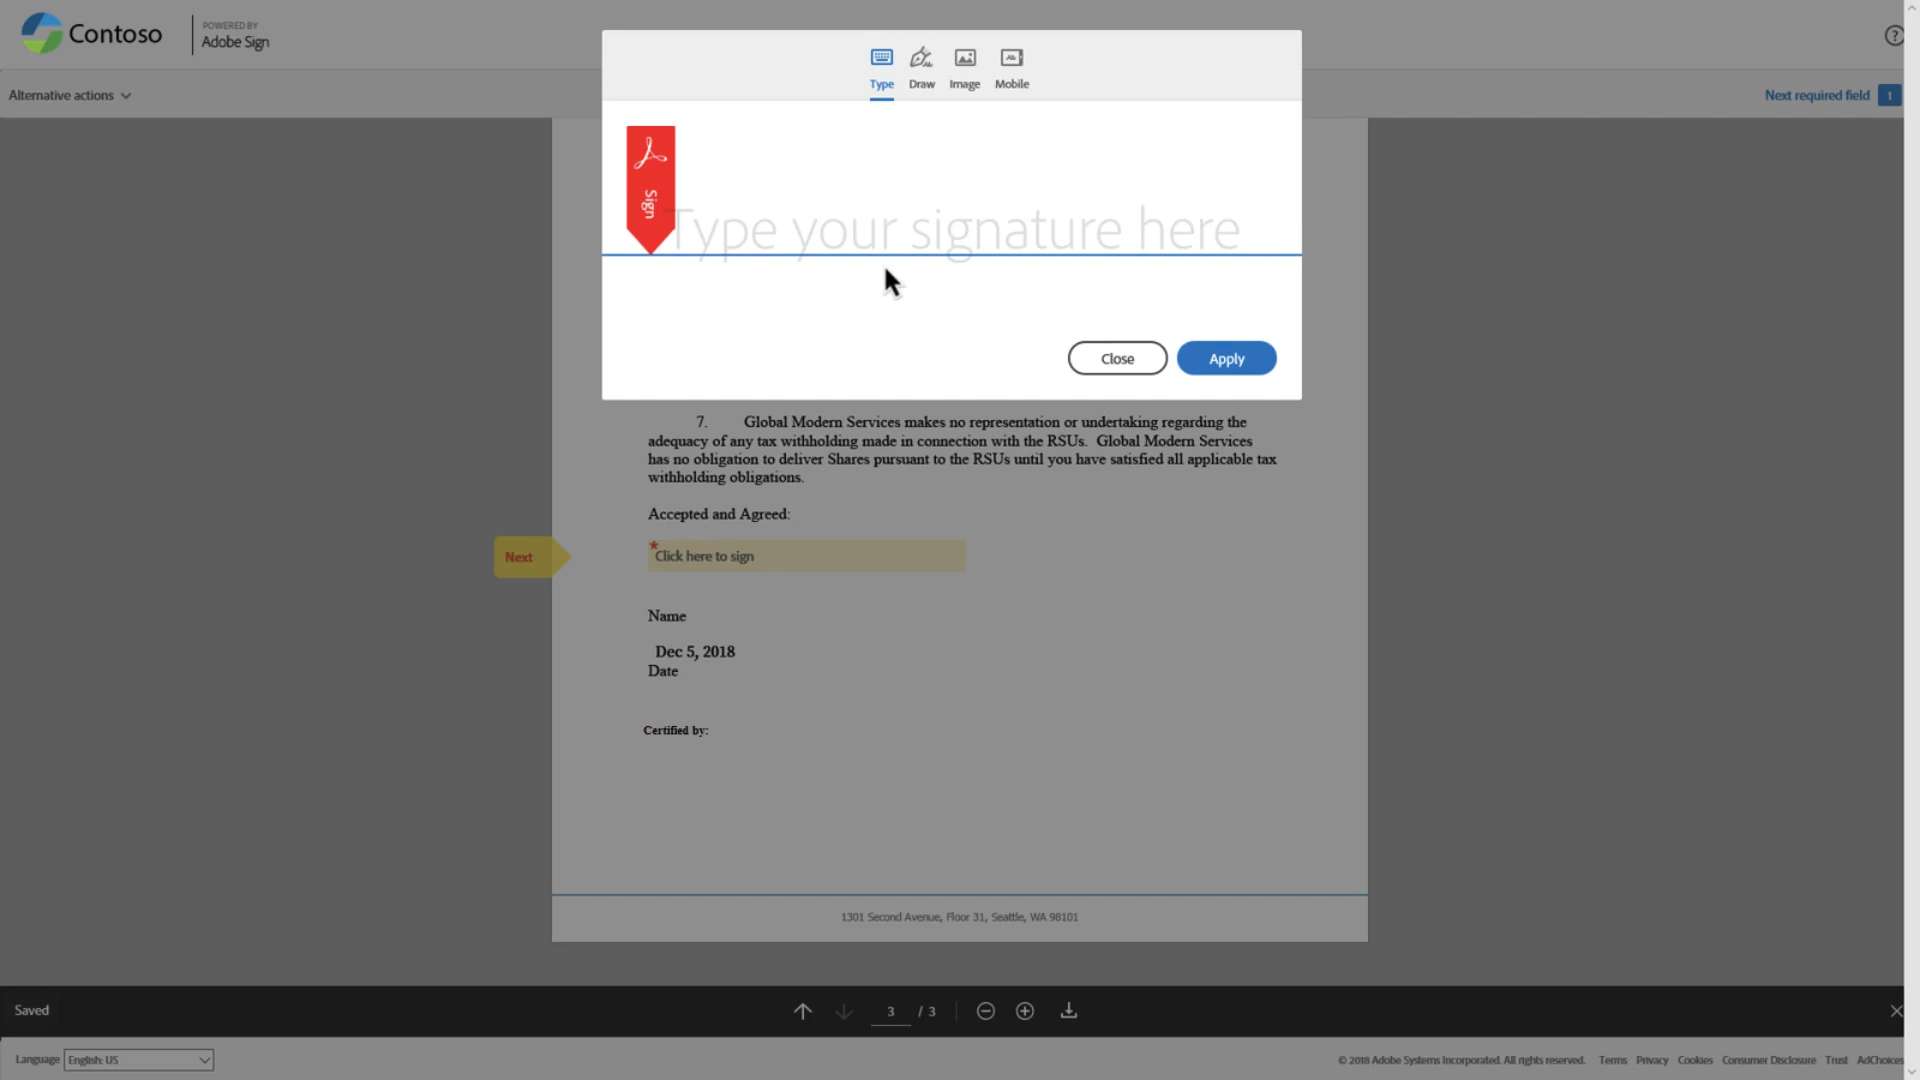 Contoso
POWERED BY
Adobe Sign
?
Alternative actions
Next required field 1
Type Draw Image Mobile
Sign
Type your signature here
Close Apply
7. Global Modern Services makes no representation or undertaking regarding the
adequacy of any tax withholding made in connection with the RSUs. Global Modern Services
has no obligation to deliver Shares pursuant to the RSUs until you have satisfied all applicable tax
withholding obligations.
Accepted and Agreed:
Next
*Click here to sign
Name
Dec 5, 2018
Date
Certified by:
1301 Second Avenue, Floor 31, Seattle, WA 98101
Saved
3 / 3
Language English: US
© 2018 Adobe Systems Incorporated. All rights reserved. Terms Privacy Cookies Consumer Disclosure Trust AdChoices